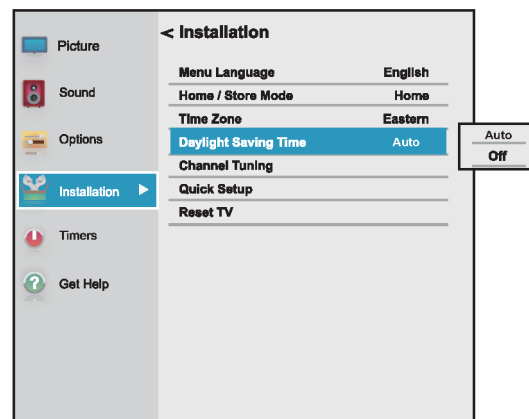 Picture
Sound
Options
Installation
Timers
Get Help
< Installation
Menu Language English
Home / Store Mode Home
Time Zone Eastern
Daylight Saving Time Auto
Channel Tuning
Quick Setup
Reset TV
Auto
Off